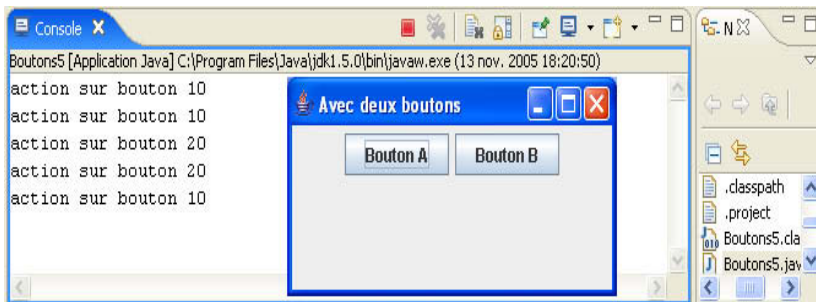 Console
Boutons5 [Application Java] C:\Program Files\Java\jdk1.5.0\bin\javaw.exe (13 nov. 2005 18:20:50)
action sur bouton 10
action sur bouton 10
action sur bouton 20
action sur bouton 20
action sur bouton 10
Avec deux boutons
Bouton A
Bouton B
N
.classpath
.project
Boutons5.cla
Boutons5.jav